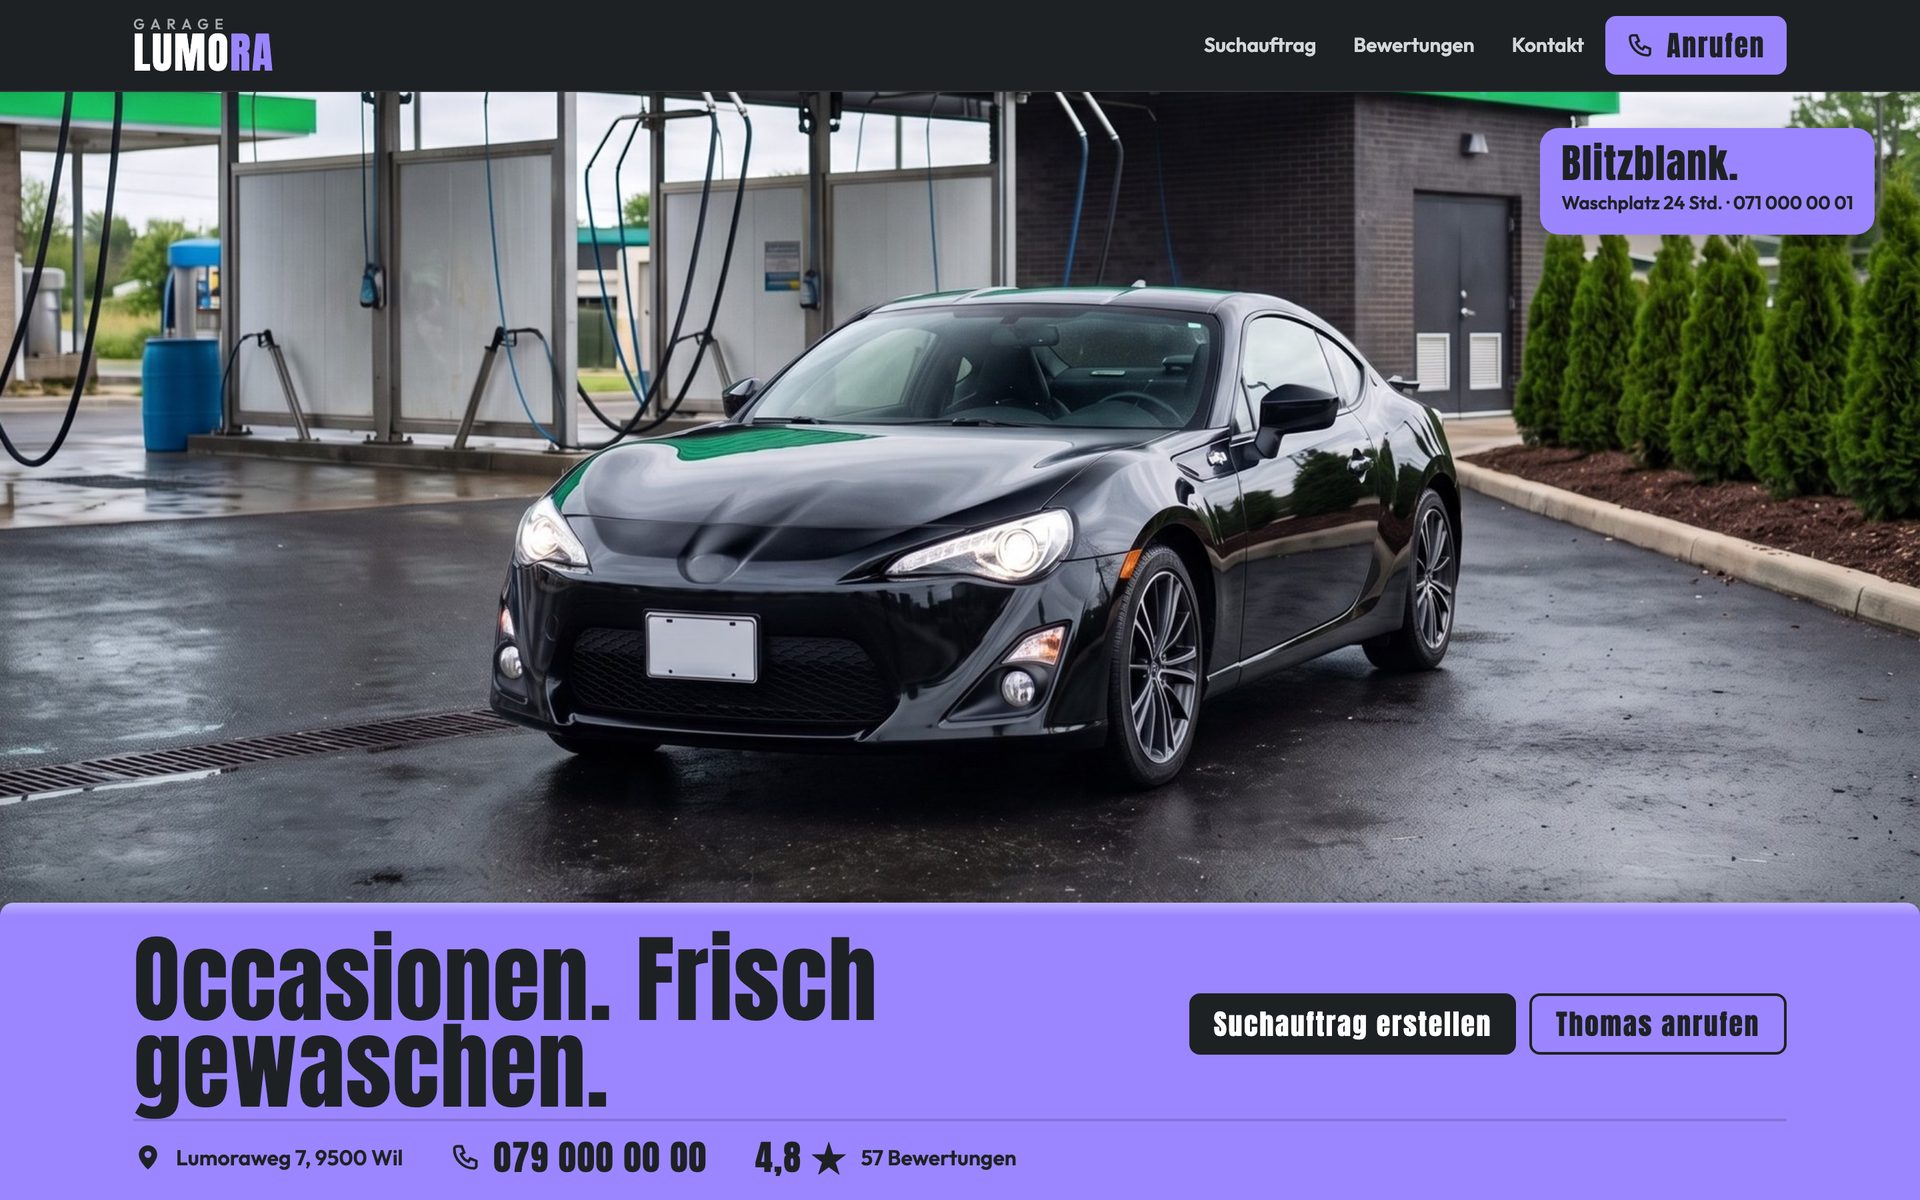 GARAGE
LUMORA
Suchauftrag
Bewertungen
Kontakt
Anrufen
Blitzblank.
Waschplatz 24 Std. · 071 000 00 01
Occasionen. Frisch
gewaschen.
Suchauftrag erstellen
Thomas anrufen
Lumoraweg 7, 9500 Wil
079 000 00 00
4,8 ★ 57 Bewertungen